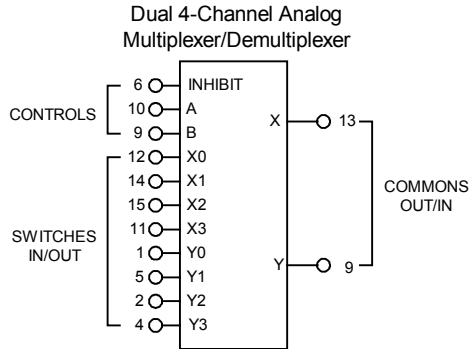 Dual 4-Channel Analog
Multiplexer/Demultiplexer
CONTROLS
6 INHIBIT
10 A
9 B
SWITCHES
IN/OUT
12 X0
14 X1
15 X2
11 X3
1 Y0
5 Y1
2 Y2
4 Y3
X 13
Y 9
COMMONS
OUT/IN